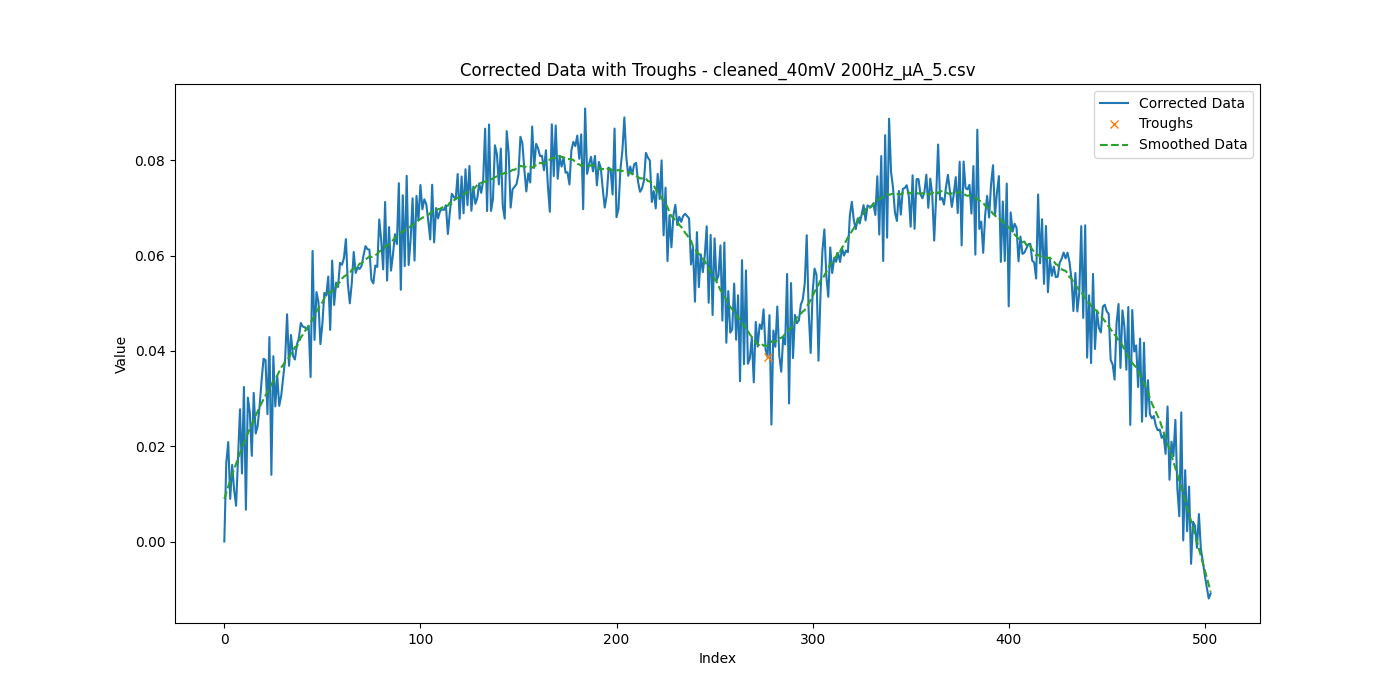 Corrected Data with Troughs - cleaned_40mV 200Hz_μA_5.csv
Corrected Data
Troughs
Smoothed Data
Value
0.08
0.06
0.04
0.02
0.00
0
100
200
300
400
500
Index